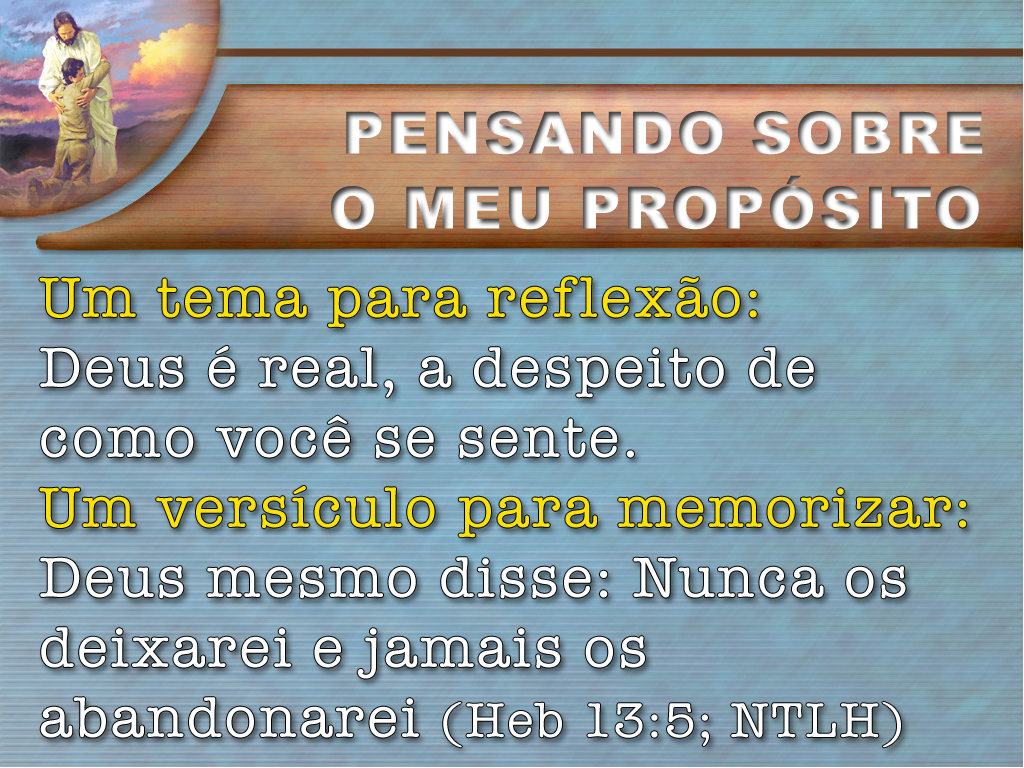 PENSANDO SOBRE
O MEU PROPÓSITO
Um tema para reflexão:
Deus é real, a despeito de
como você se sente.
Um versículo para memorizar:
Deus mesmo disse: Nunca os
deixarei e jamais os
abandonarei (Heb 13:5; NTLH)